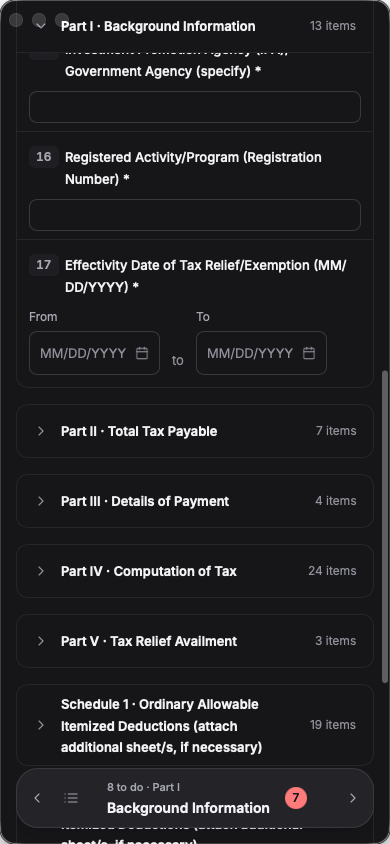 Part I · Background Information
13 items
Government Agency (specify) *
16
Registered Activity/Program (Registration
Number) *
17
Effectivity Date of Tax Relief/Exemption (MM/
DD/YYYY) *
From
To
MM/DD/YYYY
to
MM/DD/YYYY
Part II · Total Tax Payable
7 items
Part III · Details of Payment
4 items
Part IV · Computation of Tax
24 items
Part V · Tax Relief Availment
3 items
Schedule 1 · Ordinary Allowable
Itemized Deductions (attach
additional sheet/s, if necessary)
19 items
8 to do · Part I
Background Information
7